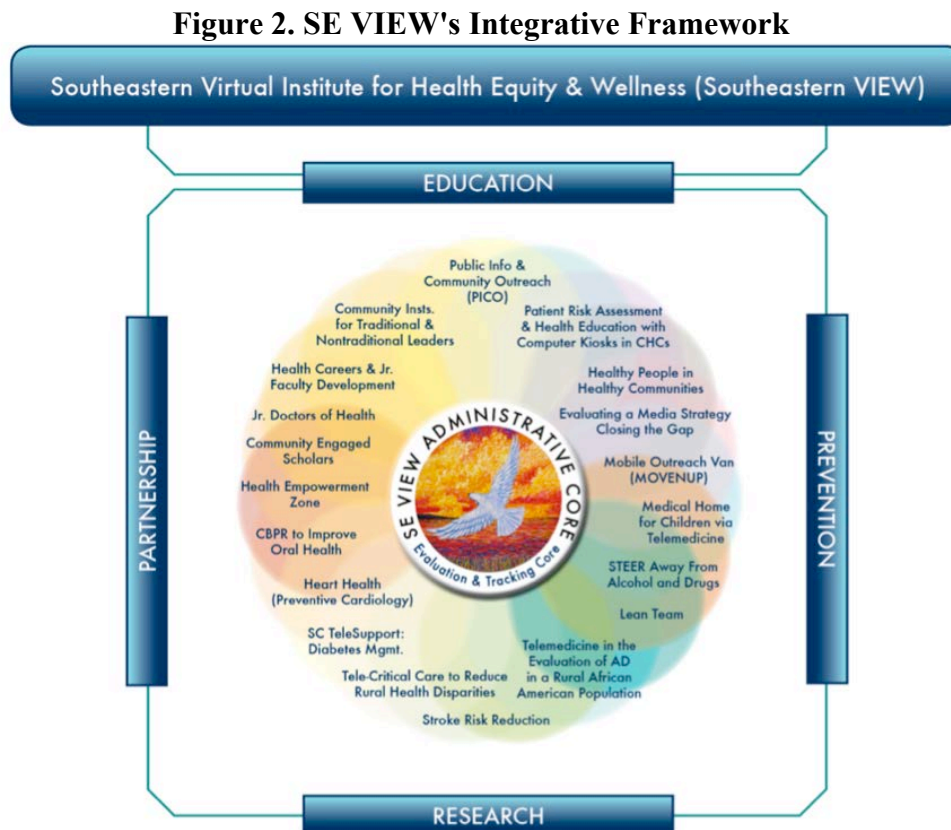 Figure 2. SE VIEW's Integrative Framework
Southeastern Virtual Institute for Health Equity & Wellness (Southeastern VIEW)
EDUCATION
PARTNERSHIP
PREVENTION
Public Info &
Community Outreach
(PICO)
Patient Risk Assessment
& Health Education with
Computer Kiosks in CHCs
Healthy People in
Healthy Communities
Evaluating a Media Strategy
Closing the Gap
Mobile Outreach Van
(MOVENUP)
Medical Home
for Children via
Telemedicine
STEER Away From
Alcohol and Drugs
Lean Team
Telemedicine in the
Evaluation of AD
in a Rural African
American Population
Stroke Risk Reduction
Tele-Critical Care to Reduce
Rural Health Disparities
SC TeleSupport:
Diabetes Mgmt.
Heart Health
(Preventive Cardiology)
CBPR to Improve
Oral Health
Health Empowerment
Zone
Community Engaged
Scholars
Jr. Doctors of Health
Health Careers & Jr.
Faculty Development
Community Insts.
for Traditional &
Nontraditional Leaders
SE VIEW ADMINISTRATIVE CORE
Evaluation & Tracking Core
RESEARCH